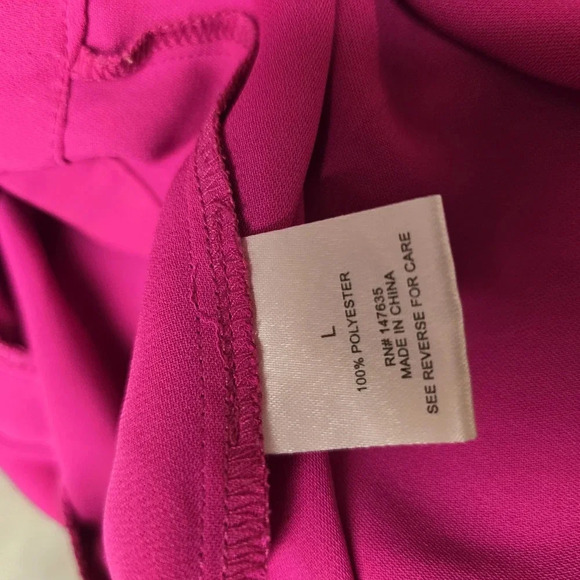 L
100% POLYESTER
RN# 147635
MADE IN CHINA
SEE REVERSE FOR CARE